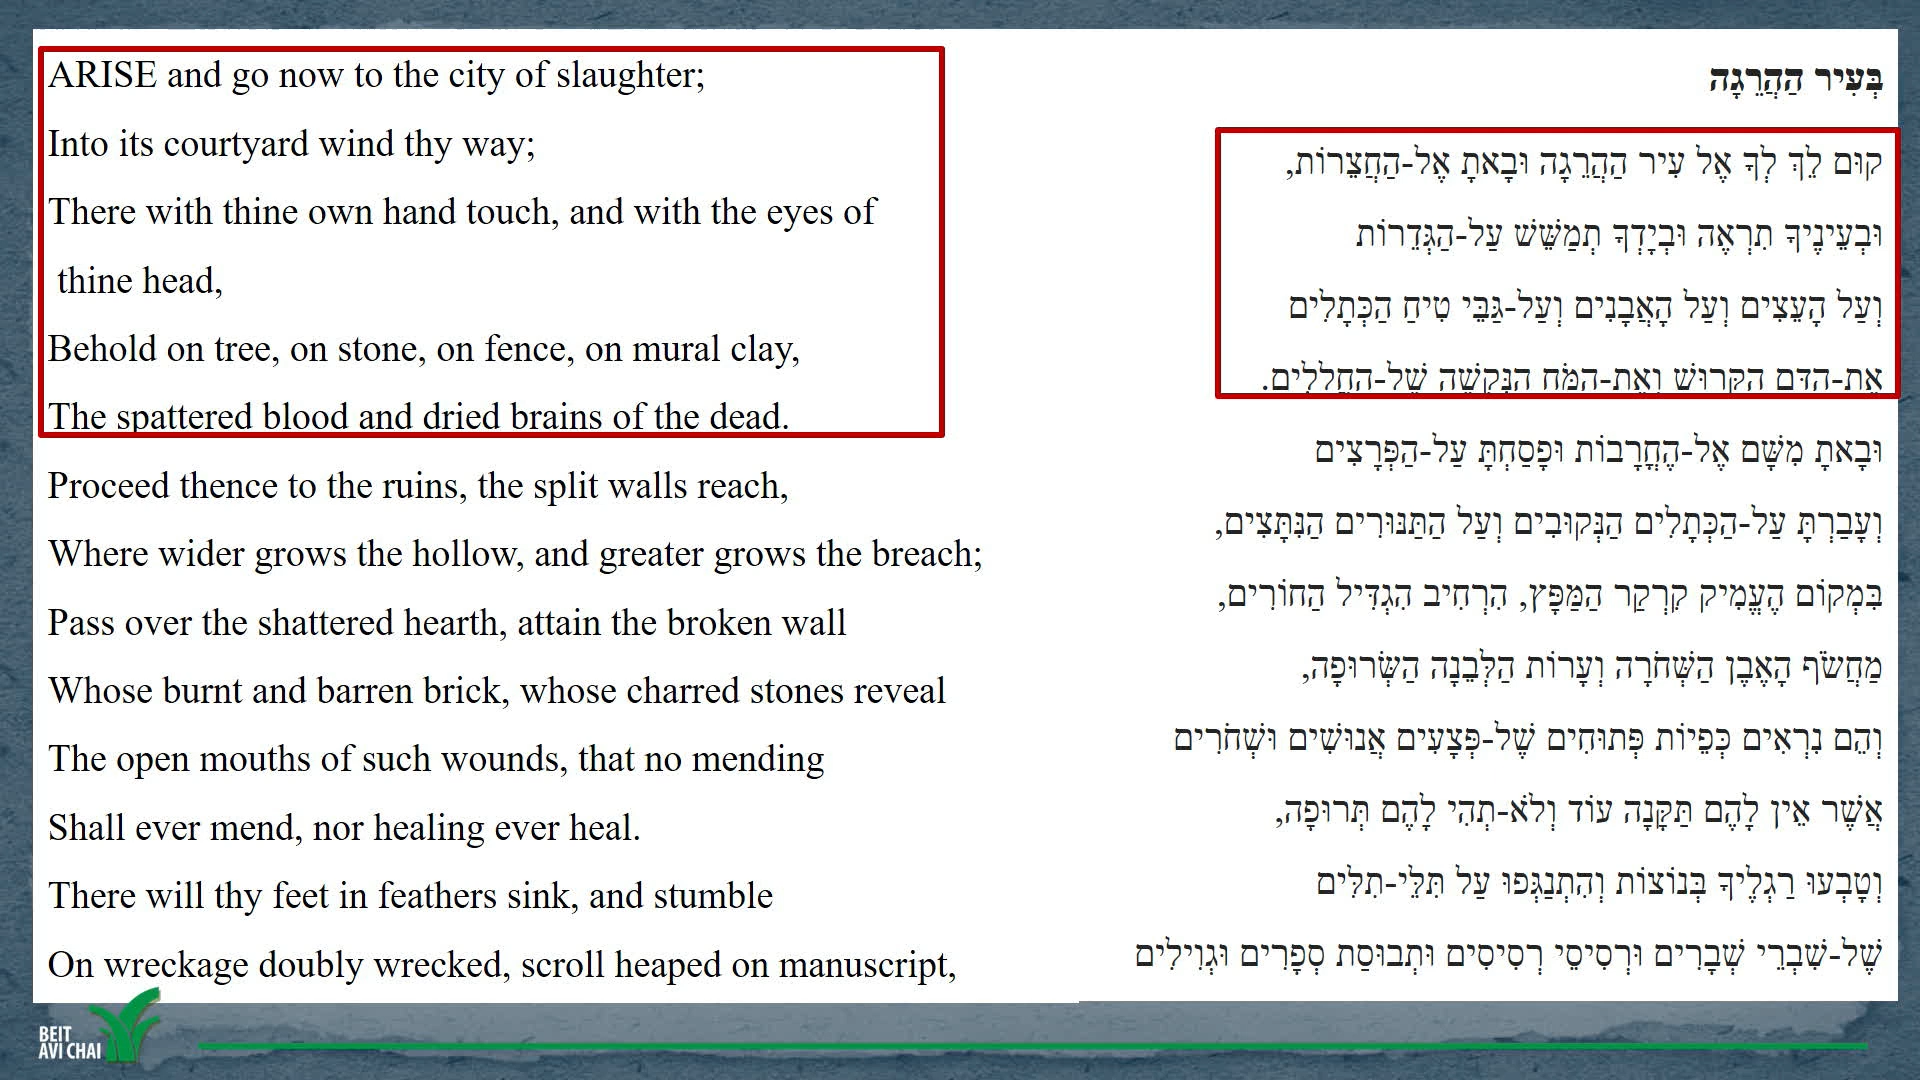 ARISE and go now to the city of slaughter;
Into its courtyard wind thy way;
There with thine own hand touch, and with the eyes of
thine head,
Behold on tree, on stone, on fence, on mural clay,
The spattered blood and dried brains of the dead.
Proceed thence to the ruins, the split walls reach,
Where wider grows the hollow, and greater grows the breach;
Pass over the shattered hearth, attain the broken wall
Whose burnt and barren brick, whose charred stones reveal
The open mouths of such wounds, that no mending
Shall ever mend, nor healing ever heal.
There will thy feet in feathers sink, and stumble
On wreckage doubly wrecked, scroll heaped on manuscript,
בְּעִיר הַהֲרֵגָה
קוּם לֵךְ לְךָ אֶל עִיר הַהֲרֵגָה וּבָאתָ אֶל-הַחֲצֵרוֹת,
וּבְעֵינֶיךָ תִרְאֶה וּבְיָדְךָ תְמַשֵּׁשׁ עַל-הַגְּדֵרוֹת
וְעַל הָעֵצִים וְעַל הָאֲבָנִים וְעַל-גַּבֵּי טִיחַ הַכְּתָלִים
אֶת-הַדָּם הַקָּרוּשׁ וְאֶת-הַמֹּחַ הַנִּקְשֶׁה שֶׁל-הַחֲלָלִים.
וּבָאתָ מִשָּׁם אֶל-הֶחֳרָבוֹת וּפָסַחְתָּ עַל-הַפְּרָצִים
וְעָבַרְתָּ עַל-הַכְּתָלִים הַנְּקוּבִים וְעַל הַתַּנּוּרִים הַנִּתָּצִים,
בִּמְקוֹם הֶעֱמִיק קִרְקַר הַמַּפָּץ, הִרְחִיב הִגְדִּיל הַחוֹרִים,
מַחֲשֹׂף הָאֶבֶן הַשְּׁחֹרָה וְעָרוֹת הַלְּבֵנָה הַשְּׂרוּפָה,
וְהֵם נִרְאִים כְּפֵיוֹת פְּתוּחִים שֶׁל-פְּצָעִים אֲנוּשִׁים וּשְׁחֹרִים
אֲשֶׁר אֵין לָהֶם תַּקָּנָה עוֹד וְלֹא-תְהִי לָהֶם תְּרוּפָה,
וְטָבְעוּ רַגְלֶיךָ בְּנוֹצוֹת וְהִתְנַגְּפוּ עַל תִּלֵּי-תִלִּים
שֶׁל-שִׁבְרֵי שְׁבָרִים וּרְסִיסֵי רְסִיסִים וּתְבוּסַת סְפָרִים וּגְוִילִים
BEIT
AVI CHAI